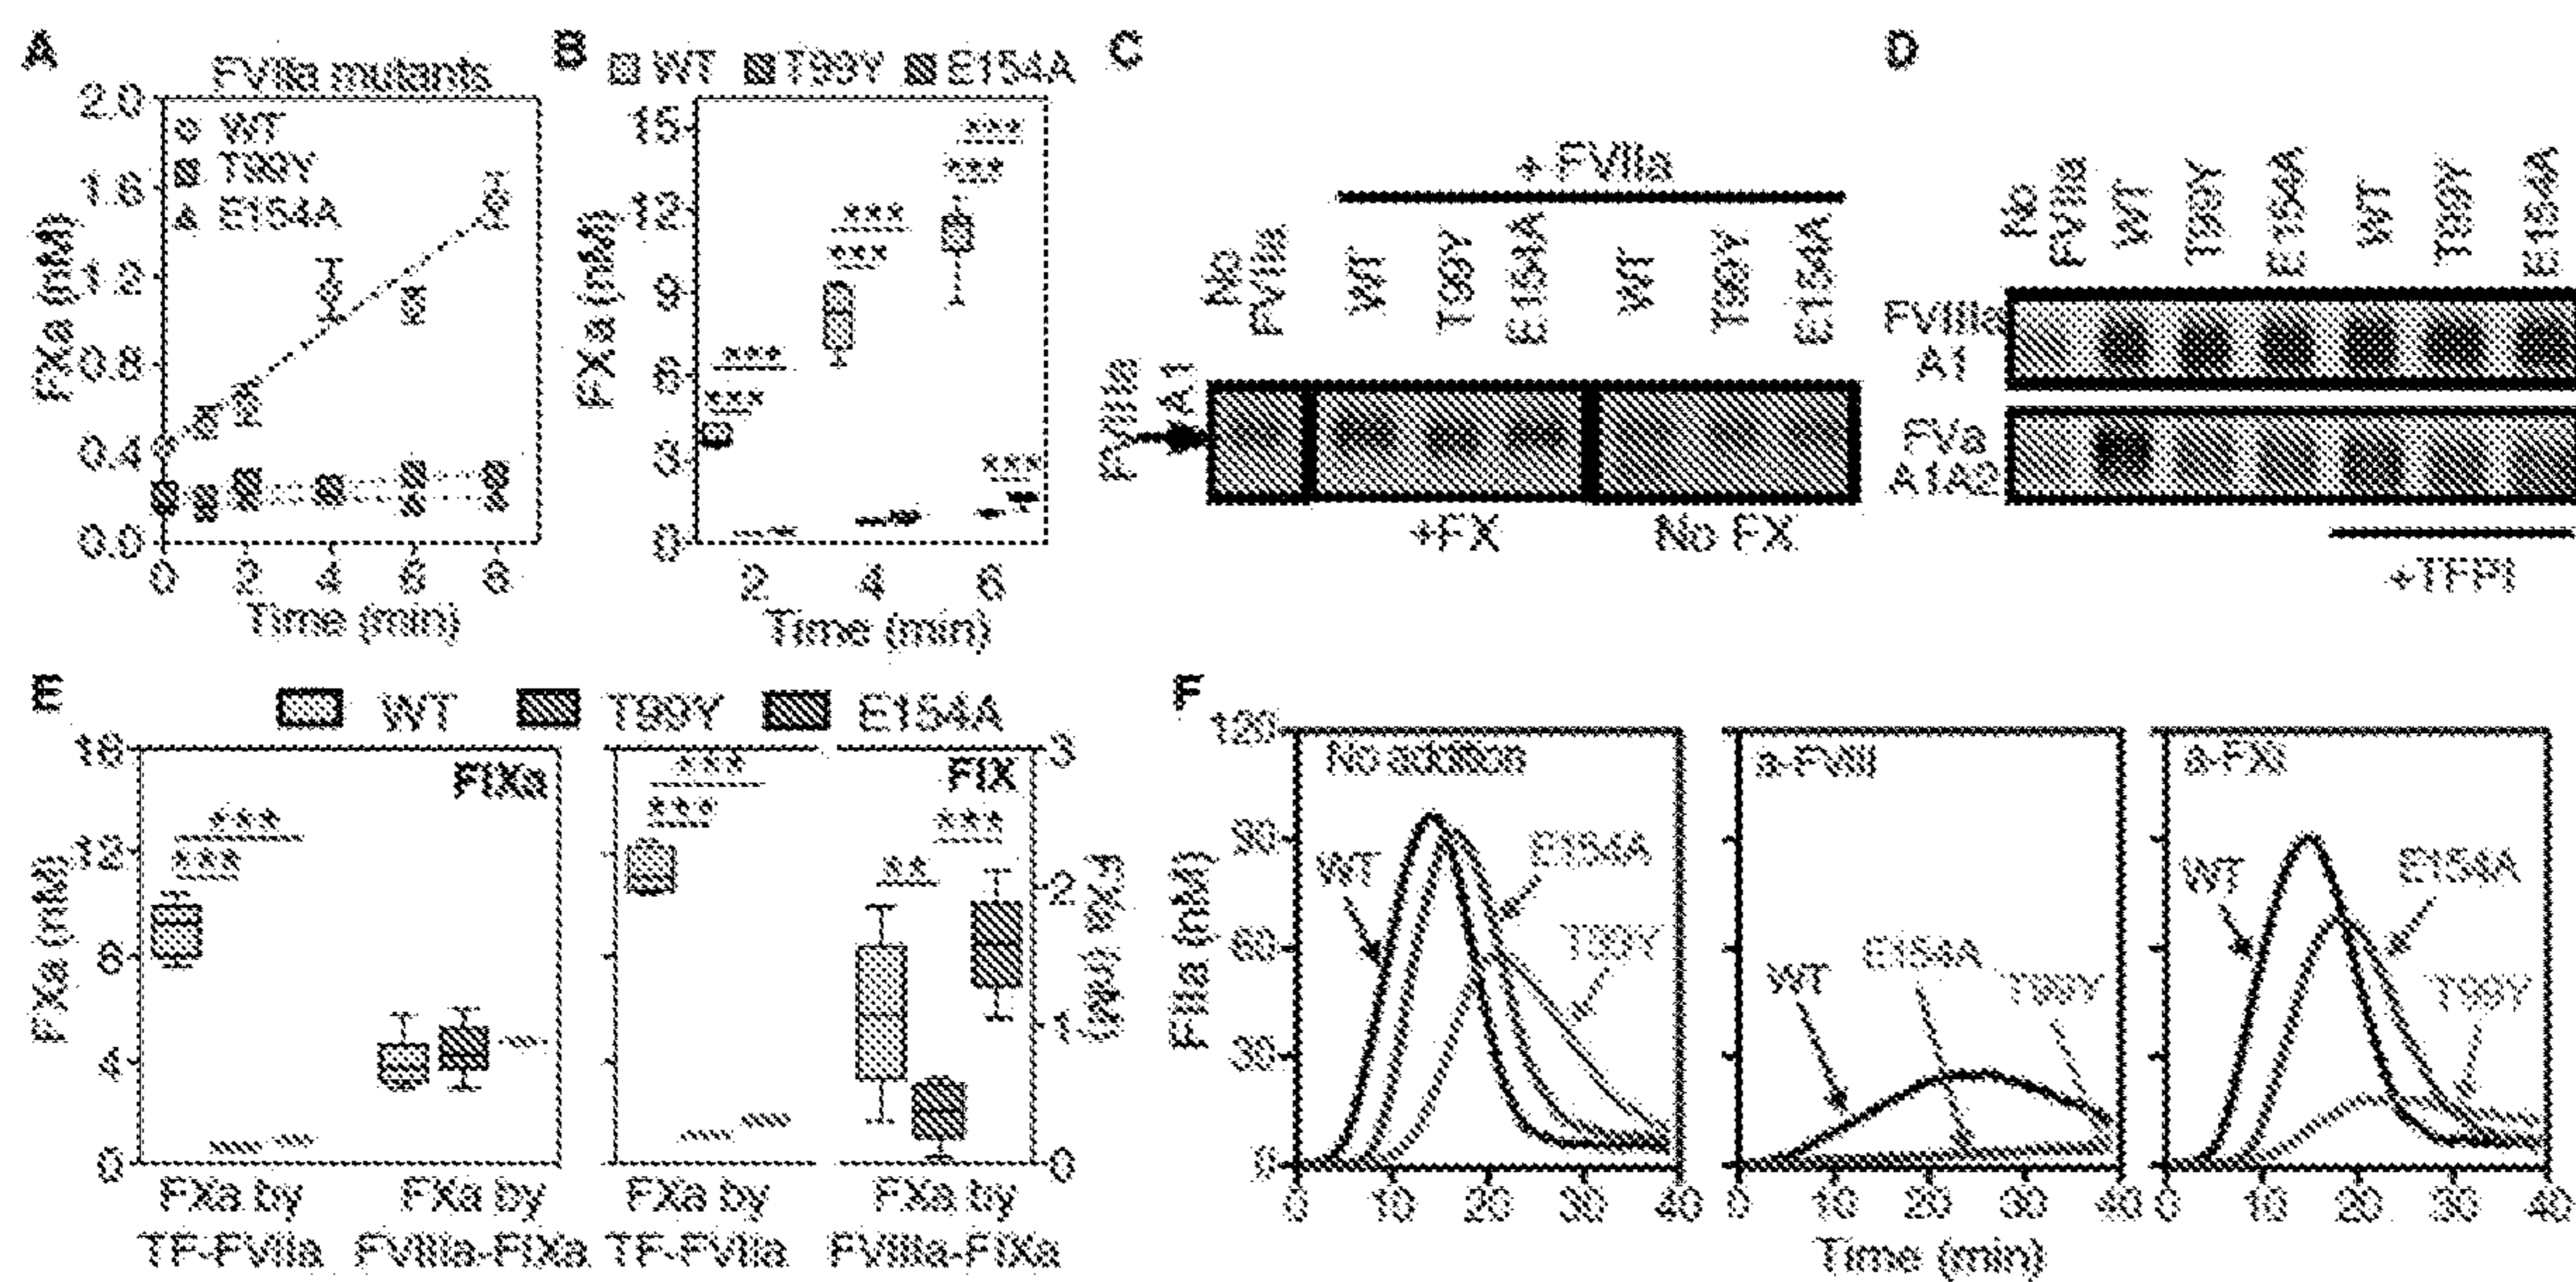 A
FVIIa mutants
2.0
1.6
1.2
0.8
0.4
0.0
FXa (nM)
WT
T99Y
E154A
0 2 4 6 8
Time (min)
B
WT T99Y E154A
15
12
9
6
3
0
FXa (nM)
***
***
***
***
***
***
***
2 4 6
Time (min)
C
+ FVIIa
No FVIIa
WT
T99Y
E154A
WT
T99Y
E154A
A1
+FX No FX
D
No FVIIa
WT
T99Y
E154A
WT
T99Y
E154A
FVIIIa
A1
FVa
A1A2
+TFPI
E
WT T99Y E154A
FIXa
FIX
FXa (nM)
***
***
***
***
**
***
3
2
1
0
FXa (nM)
FXa by TF-FVIIa
FXa by FVIIIa-FIXa
FXa by TF-FVIIa
FXa by FVIIIa-FIXa
F
120
90
60
30
0
FIIa (nM)
No addition
WT
E154A
T99Y
0 10 20 30 40
a-FVIII
WT
E154A
T99Y
0 10 20 30 40
a-FXI
WT
E154A
T99Y
0 10 20 30 40
Time (min)